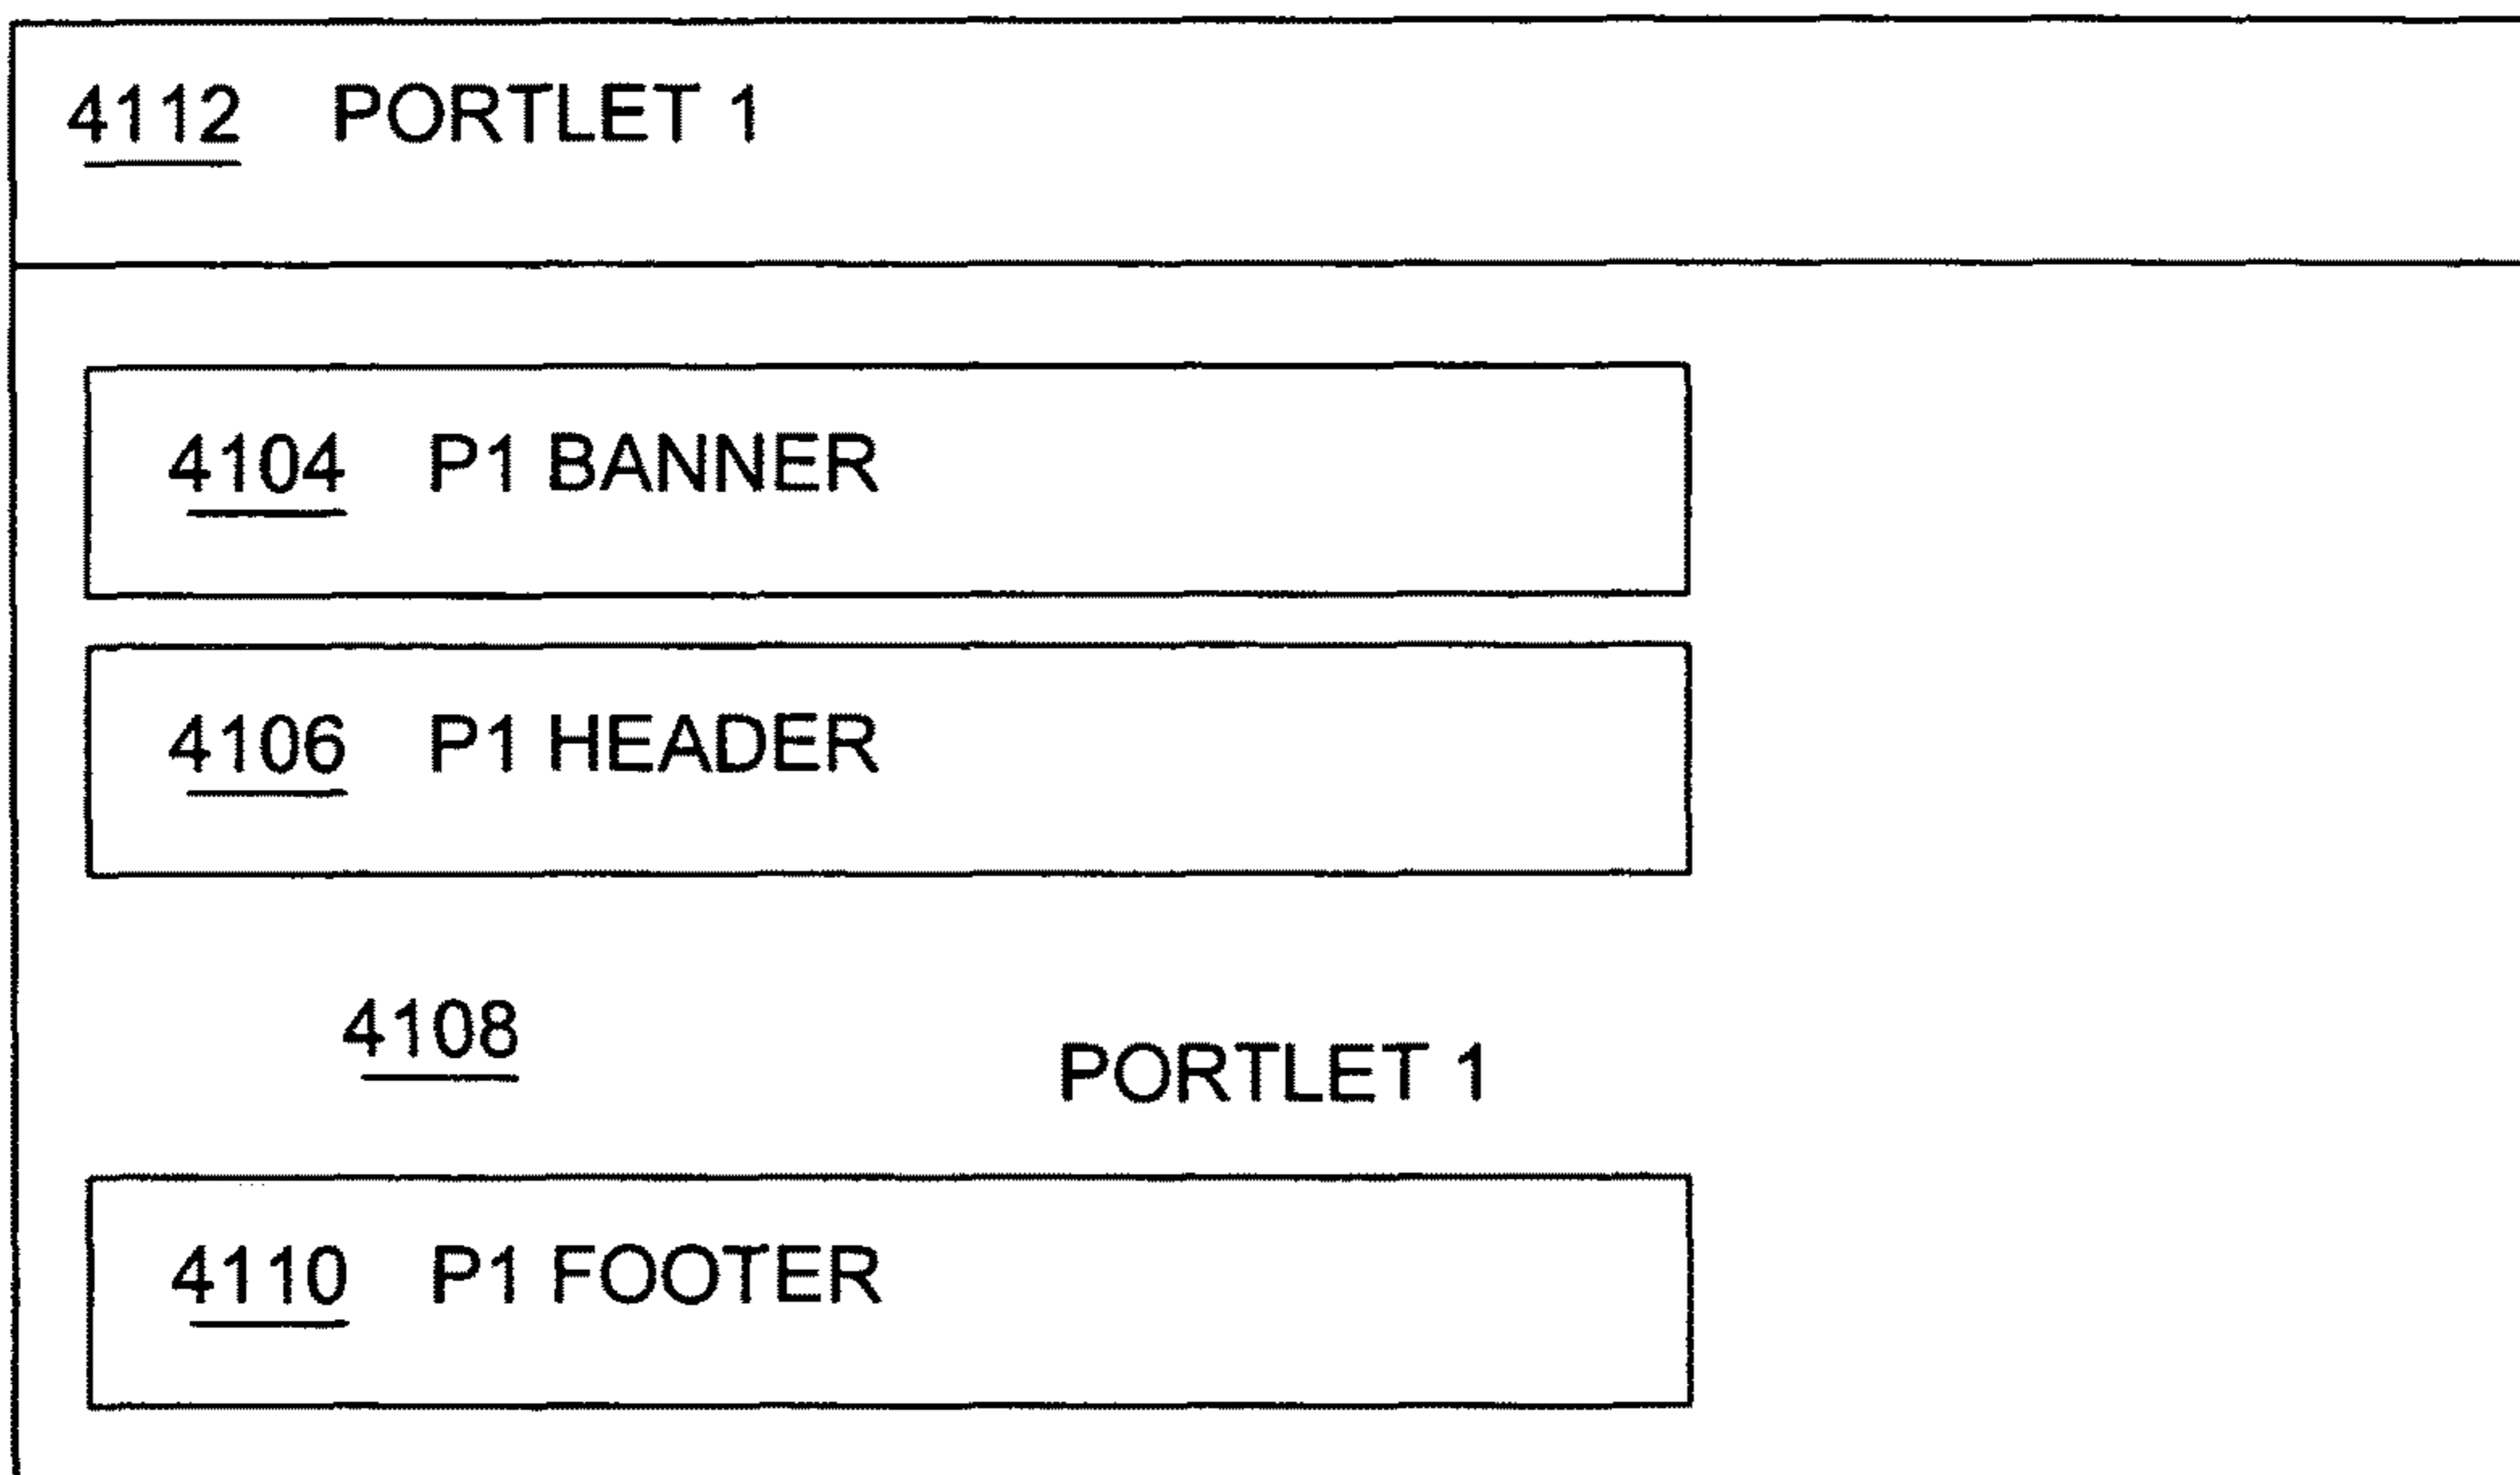 4112 PORTLET 1
4104 P1 BANNER
4106 P1 HEADER
4108 PORTLET 1
4110 P1 FOOTER